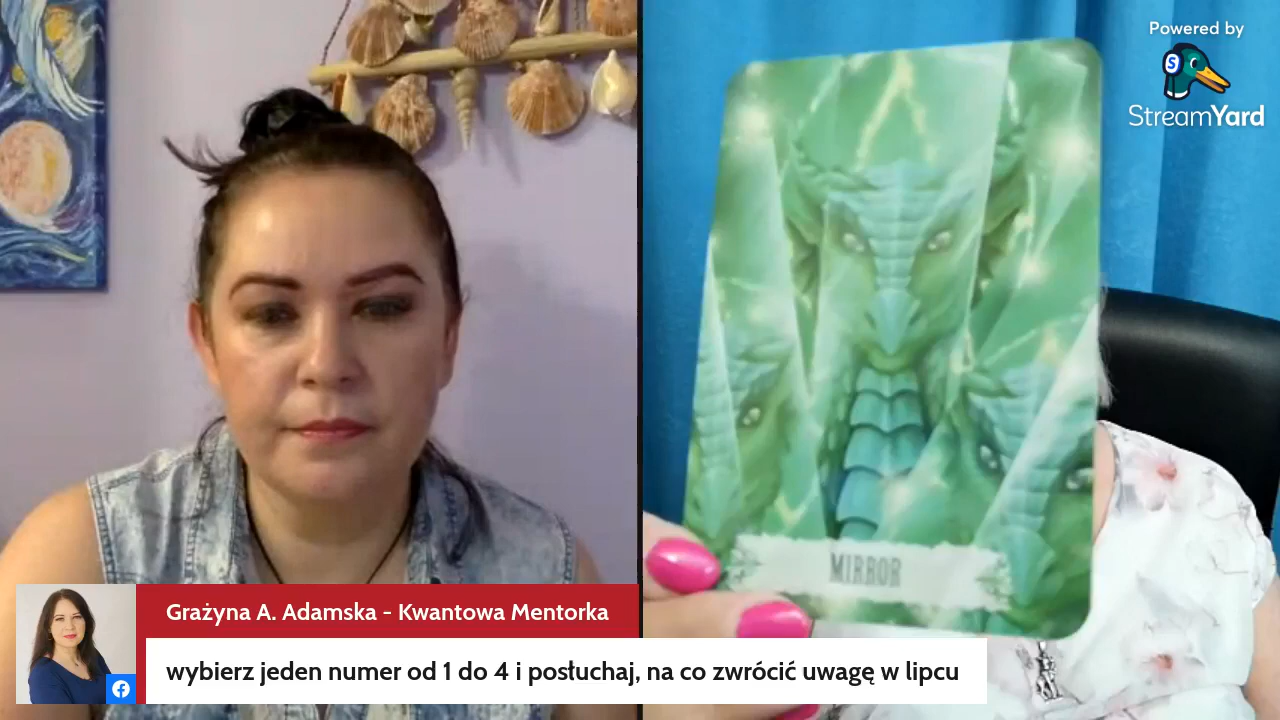 Powered by
StreamYard
MIRROR
Grażyna A. Adamska - Kwantowa Mentorka
wybierz jeden numer od 1 do 4 i posłuchaj, na co zwrócić uwagę w lipcu